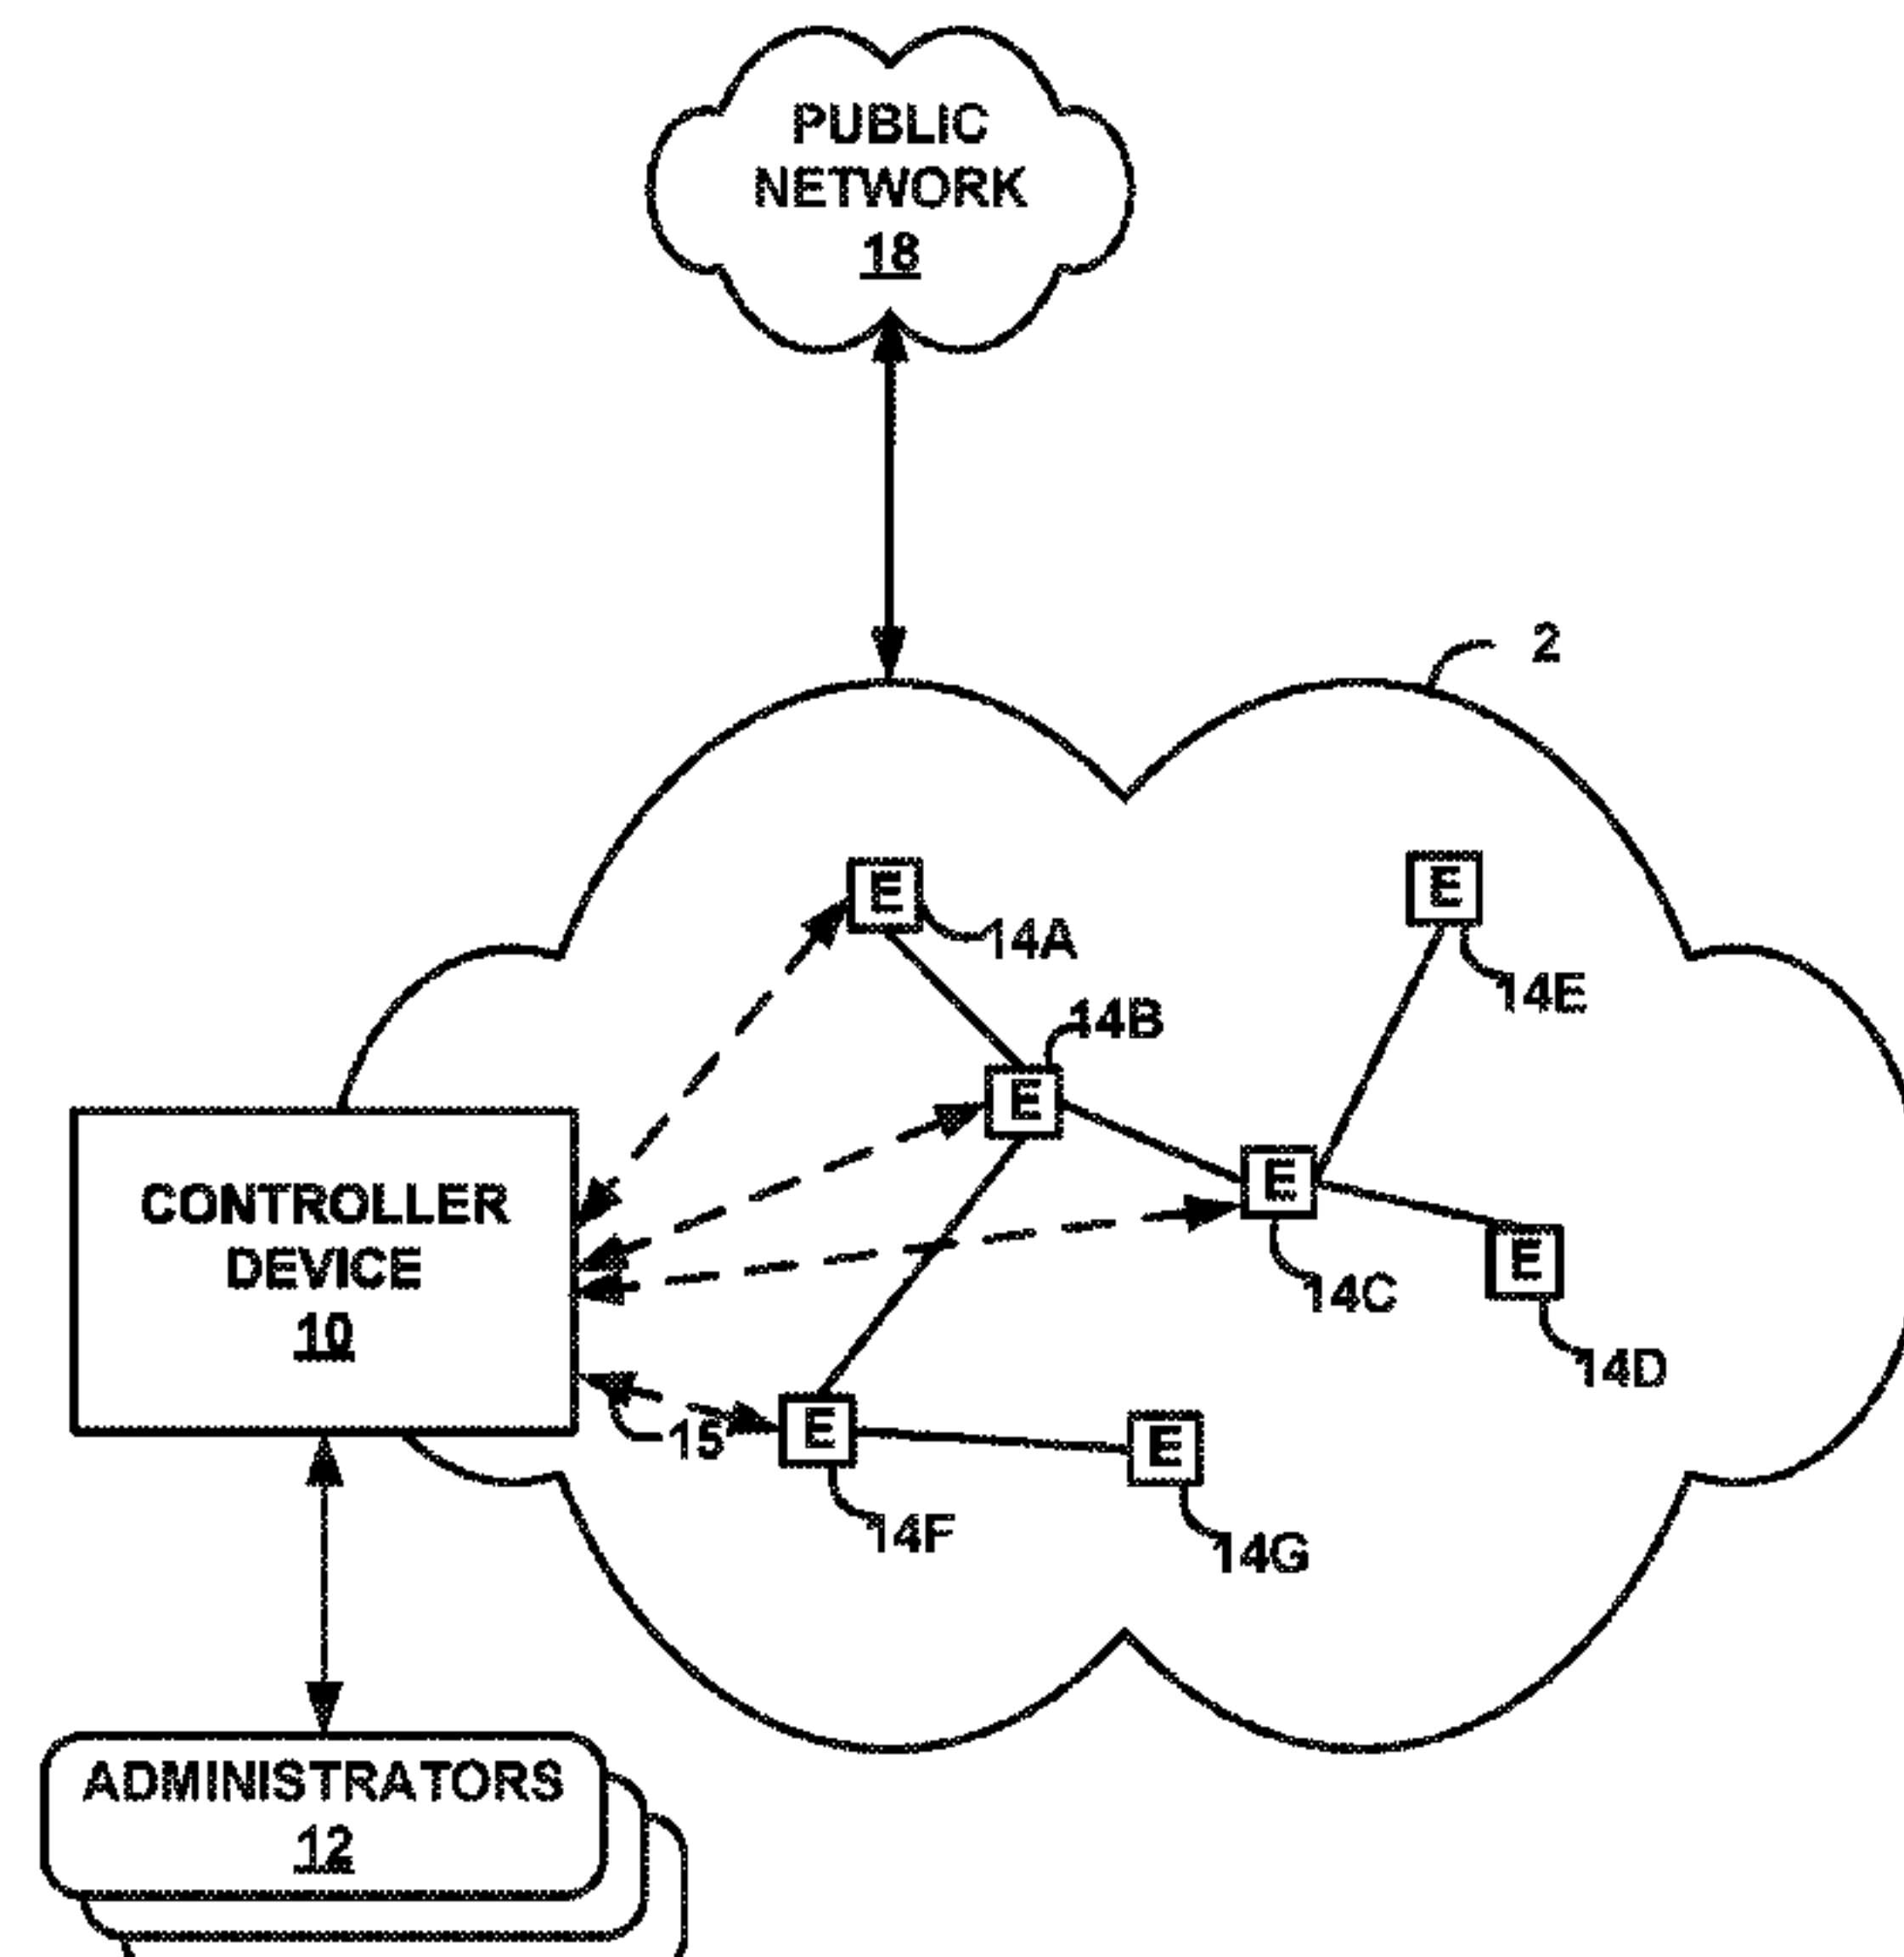 PUBLIC
NETWORK
18
2
E
14A
E
14E
14B
E
E
14C
CONTROLLER
DEVICE
10
E
14D
15
E
14F
E
14G
ADMINISTRATORS
12